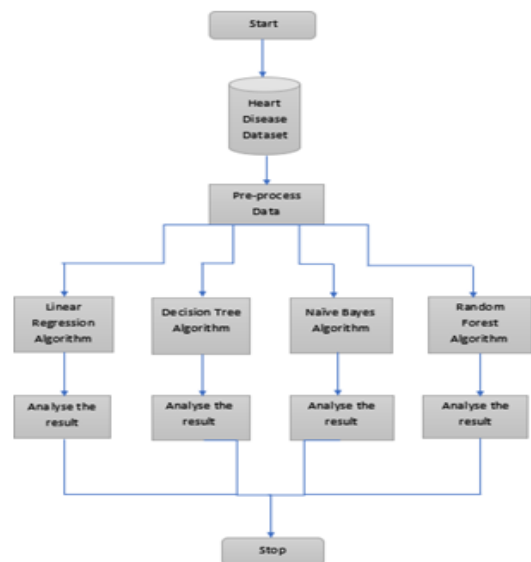 Start
Heart
Disease
Dataset
Pre-process
Data
Linear
Regression
Algorithm
Decision Tree
Algorithm
Naïve Bayes
Algorithm
Random
Forest
Algorithm
Analyse the
result
Analyse the
result
Analyse the
result
Analyse the
result
Stop